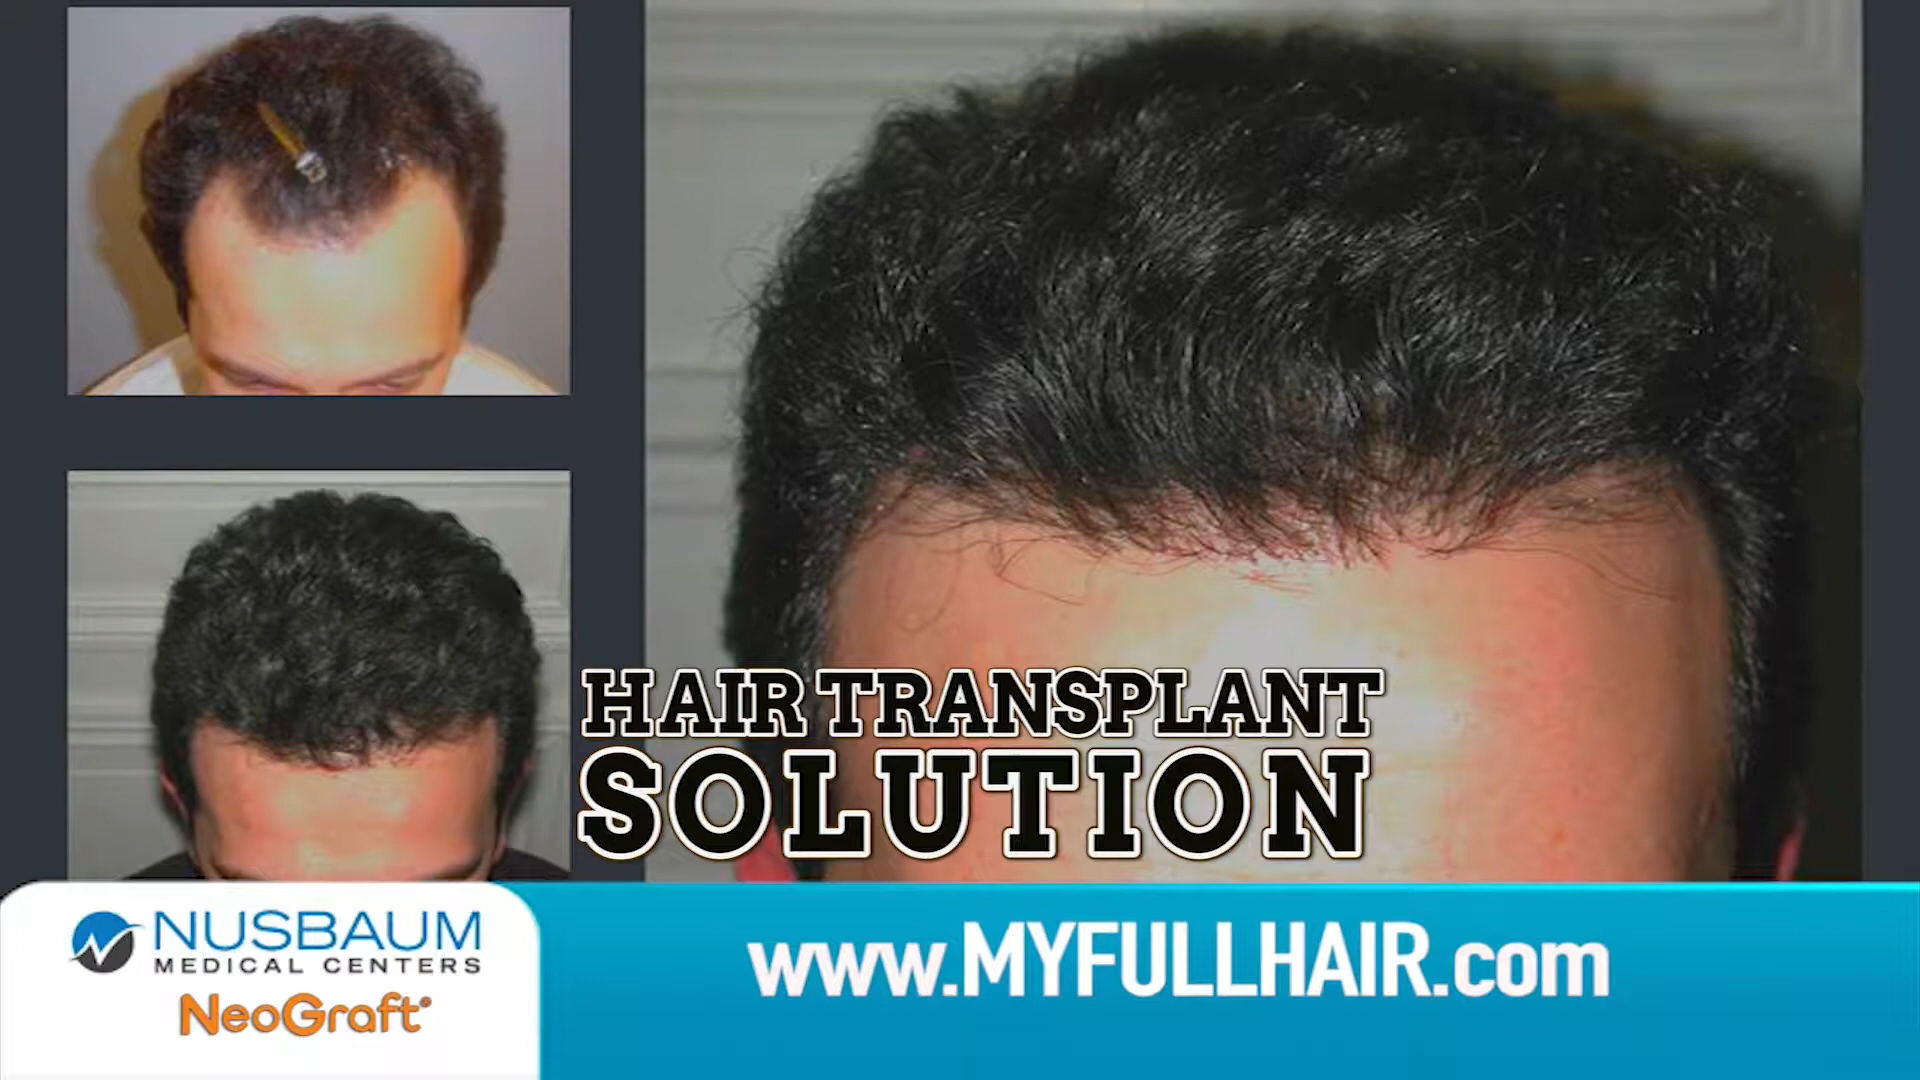 HAIR TRANSPLANT
SOLUTION
NUSBAUM
MEDICAL CENTERS
NeoGraft®
www.MYFULLHAIR.com